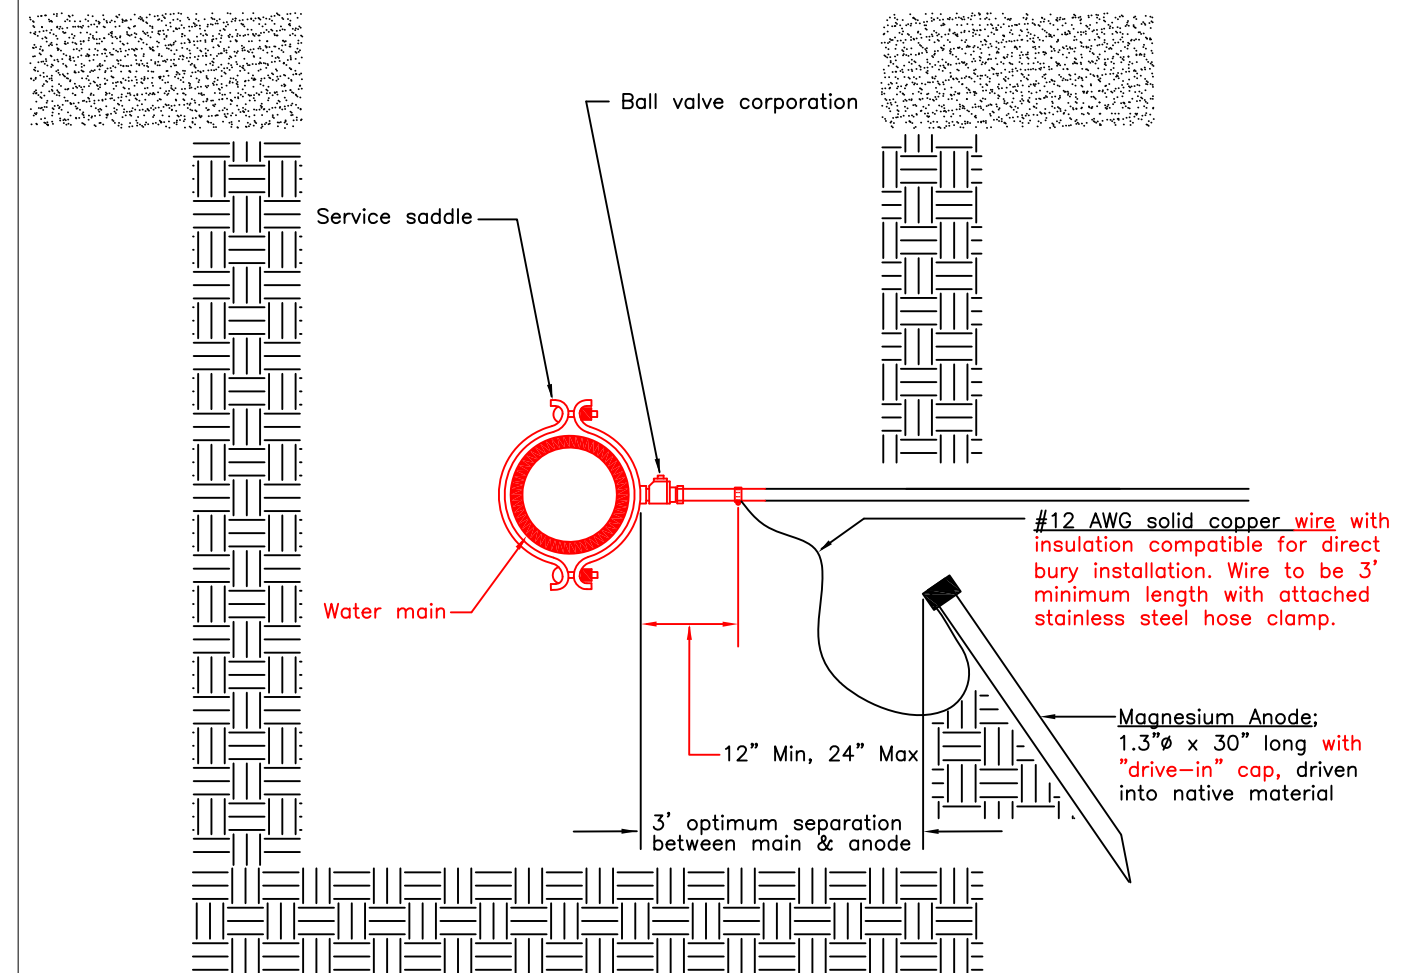 Ball valve corporation
Service saddle
#12 AWG solid copper wire with
insulation compatible for direct
bury installation. Wire to be 3'
minimum length with attached
stainless steel hose clamp.
Water main
Magnesium Anode;
1.3"ø x 30" long with
"drive-in" cap, driven
into native material
12" Min, 24" Max
3' optimum separation
between main & anode